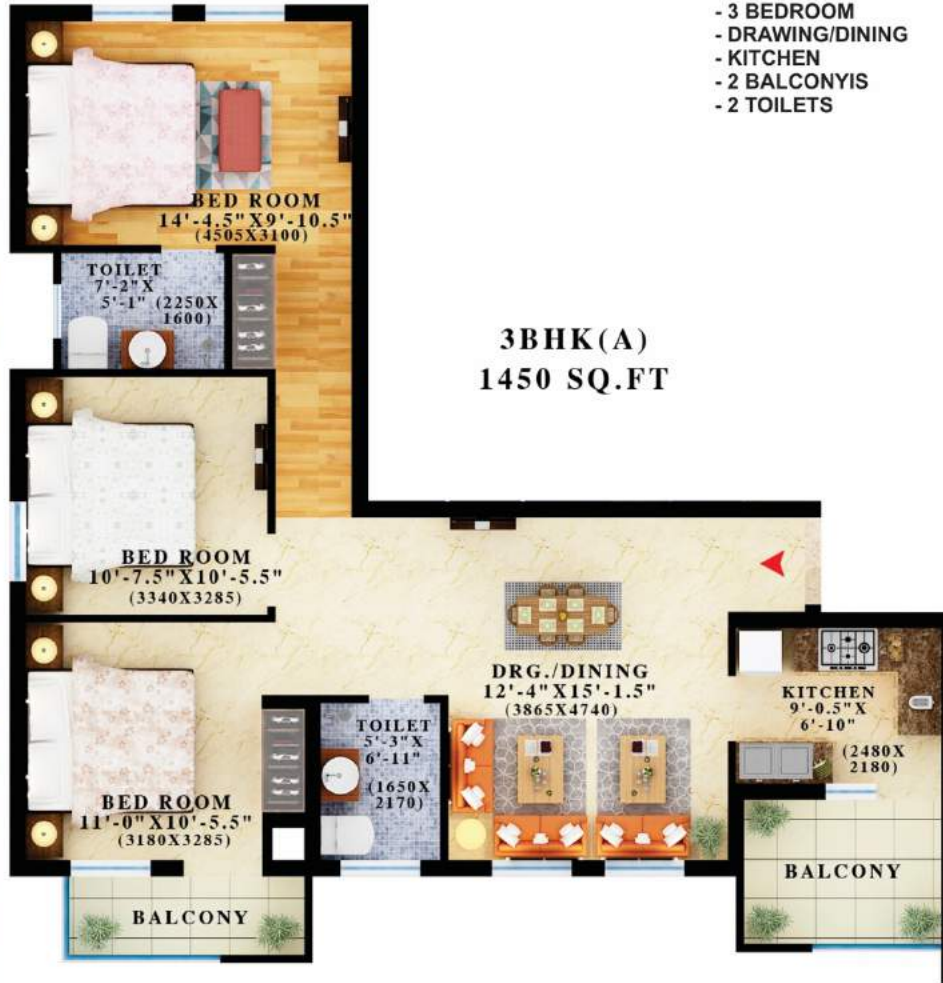 - 3 BEDROOM
- DRAWING/DINING
- KITCHEN
- 2 BALCONYIS
- 2 TOILETS
BED ROOM
14'-4.5"X9'-10.5"
(4505X3100)
TOILET
7'-2"X
5'-1" (2250X
1600)
3BHK(A)
1450 SQ.FT
BED ROOM
10'-7.5"X10'-5.5"
(3340X3285)
DRG./DINING
12'-4"X15'-1.5"
(3865X4740)
KITCHEN
9'-0.5"X
6'-10"
(2480X
2180)
TOILET
5'-3"X
6'-11"
(1650X
2170)
BED ROOM
11'-0"X10'-5.5"
(3180X3285)
BALCONY
BALCONY